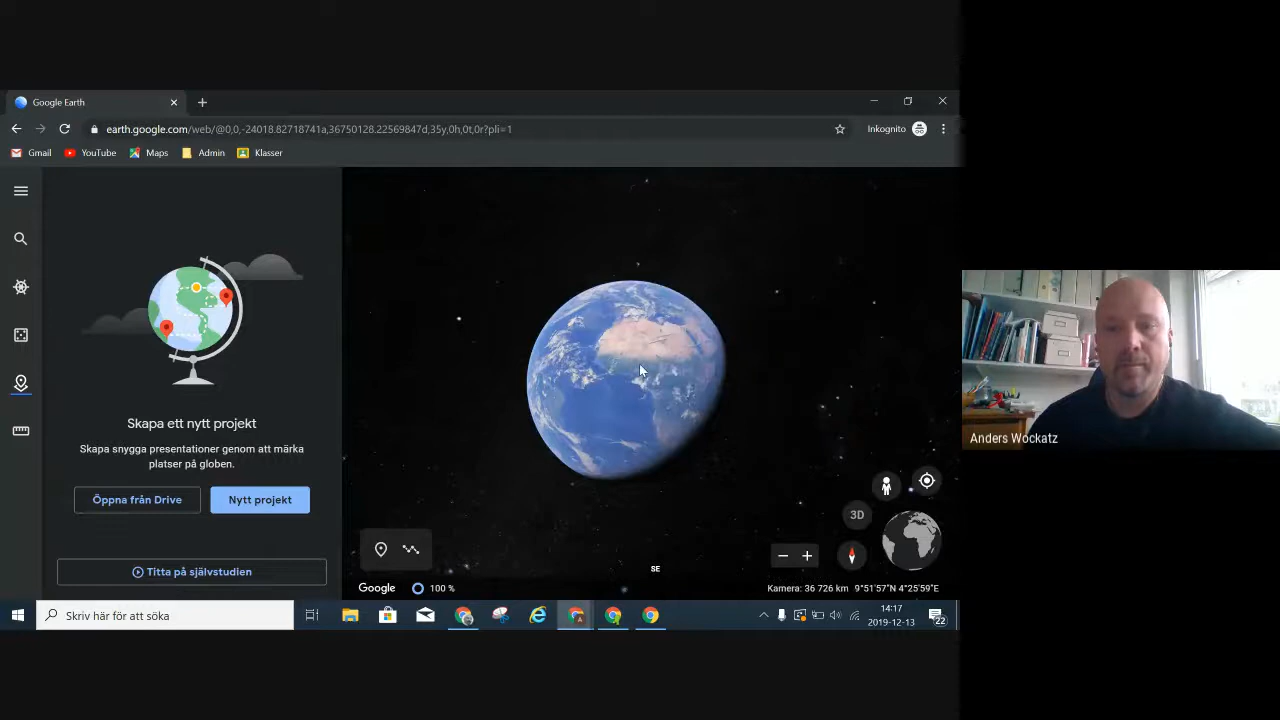 Google Earth
earth.google.com/web/@0,0,-24018.82718741a,36750128.22569847d,35y,0h,0t,0r?pli=1
Inkognito
Gmail
YouTube
Maps
Admin
Klasser
Skapa ett nytt projekt
Skapa snygga presentationer genom att märka
platser på globen.
Öppna från Drive
Nytt projekt
Titta på självstudien
3D
SE
Google
100 %
Kamera: 36 726 km 9°51'57"N 4°25'59"E
Anders Wockatz
Skriv här för att söka
14:17
2019-12-13
22